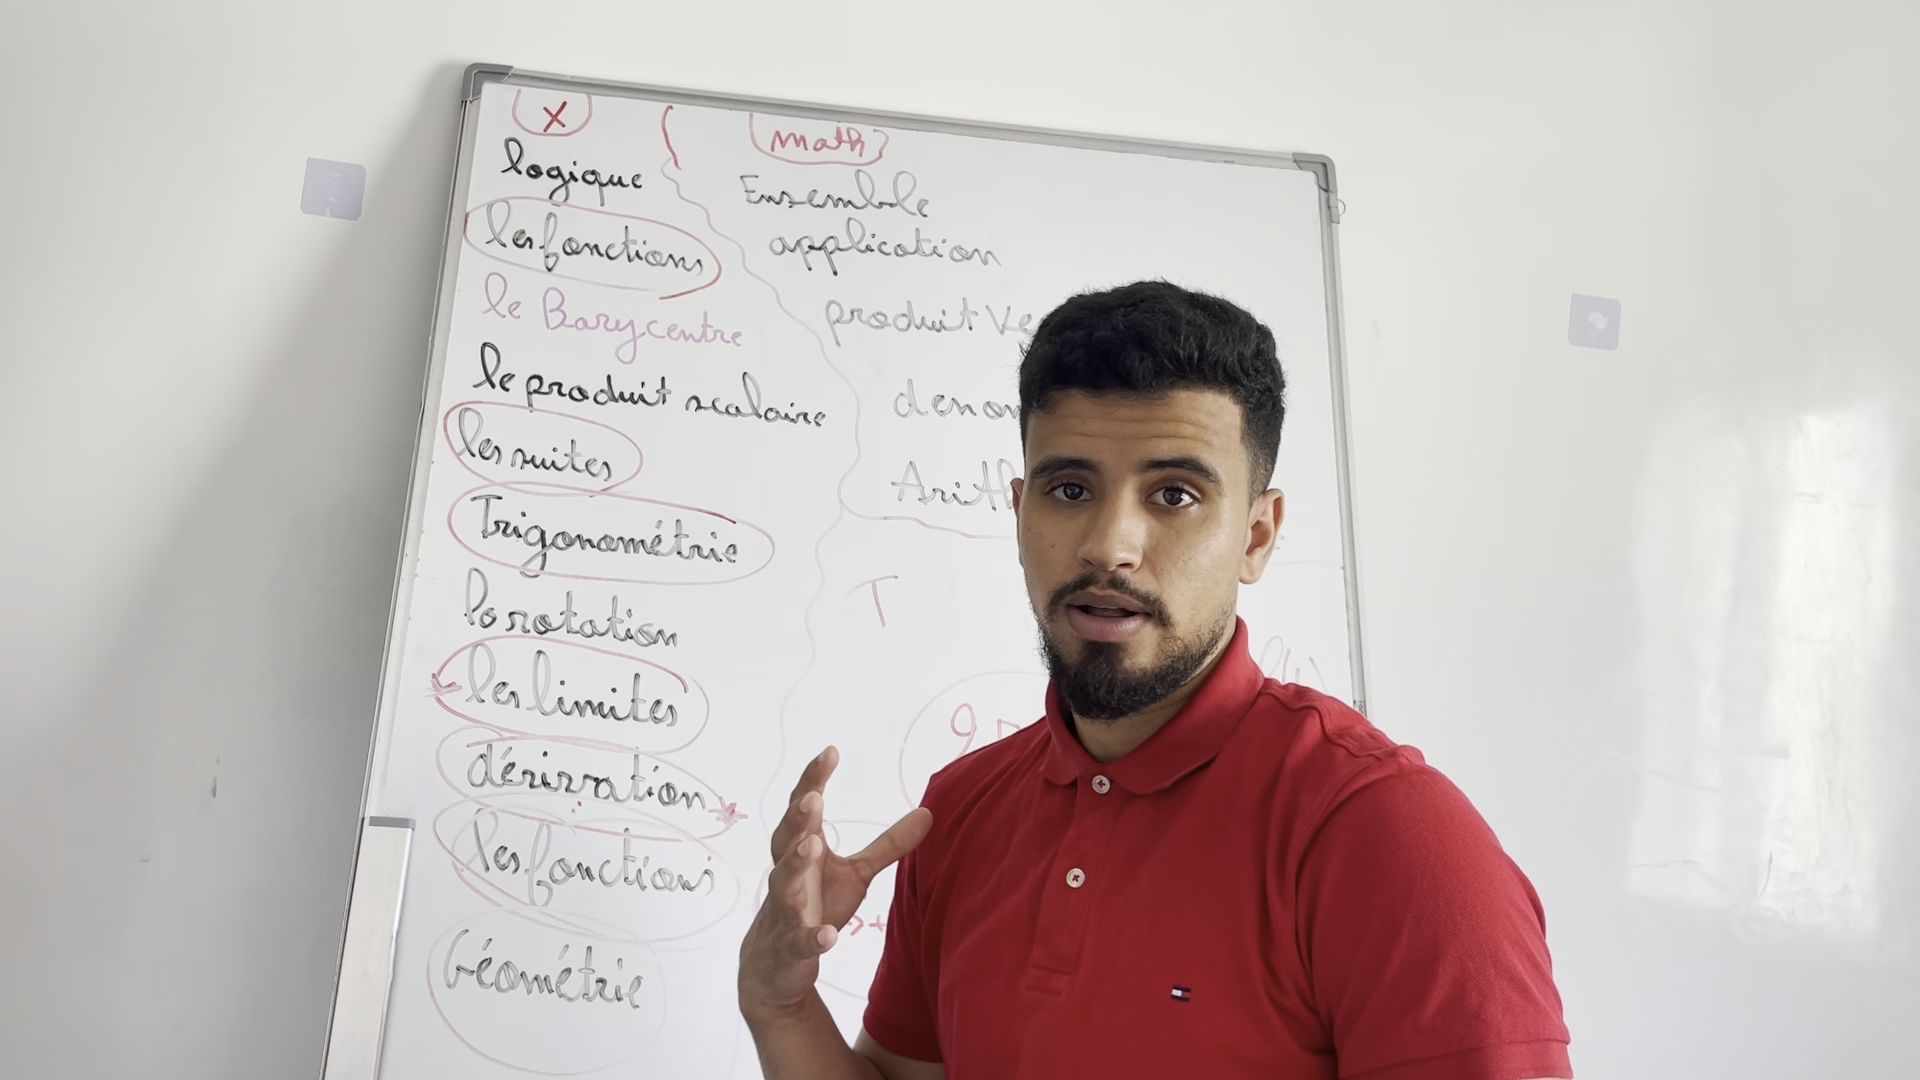 X
logique
les fonctions
le Barycentre
le produit scalaire
les suites
Trigonométrie
la rotation
les limites
dérivation
les fonctions
Géométrie
math
Ensemble
application
produit Ve
denom
Arith
T